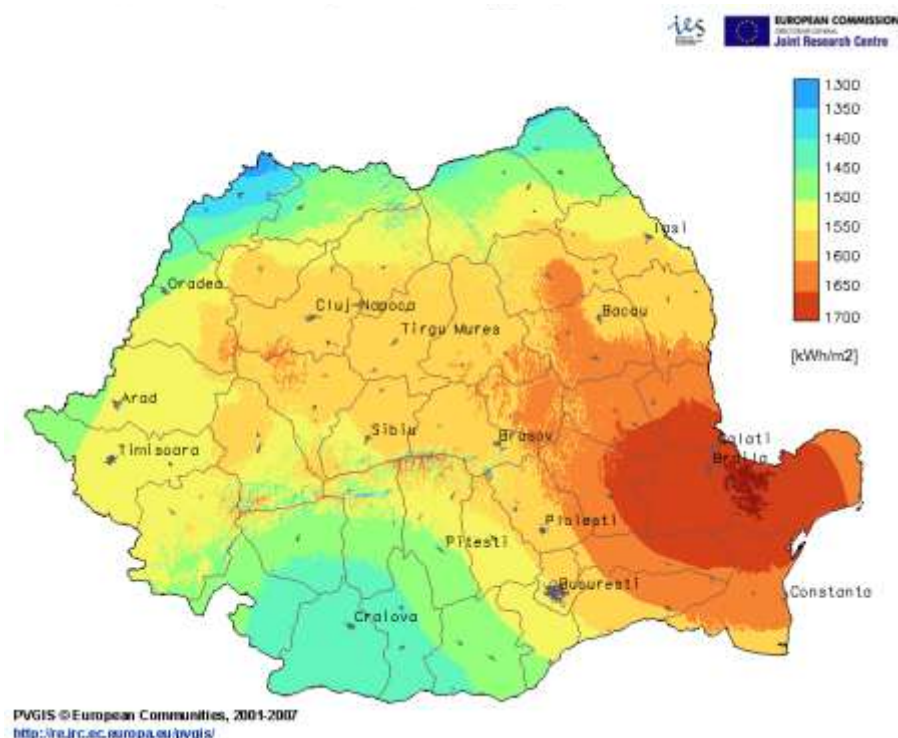 ies
EUROPEAN COMMISSION
DIRECTORATE GENERAL
Joint Research Centre
1300
1350
1400
1450
1500
1550
1600
1650
1700
[kWh/m2]
Iasi
Oradea
Cluj-Napoca
Bacau
Tirgu Mures
Arad
Sibiu
Brasov
Galati
Timisoara
Braila
Ploiesti
Pitesti
Bucuresti
Constanta
Craiova
PVGIS © European Communities, 2001-2007
http://re.jrc.ec.europa.eu/pvgis/